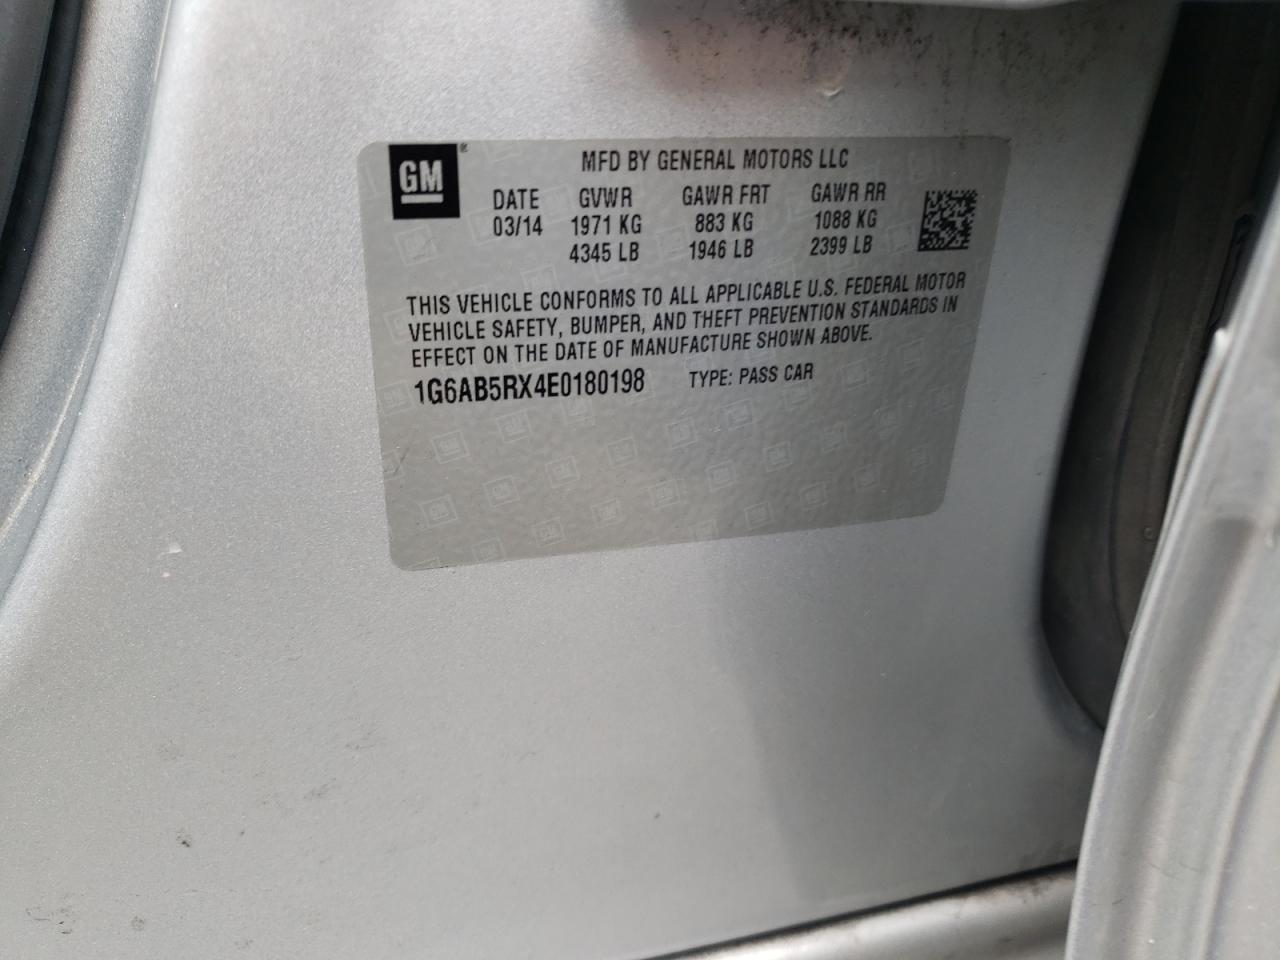 GM ®
MFD BY GENERAL MOTORS LLC
DATE GVWR GAWR FRT GAWR RR
03/14 1971 KG 883 KG 1088 KG
4345 LB 1946 LB 2399 LB
THIS VEHICLE CONFORMS TO ALL APPLICABLE U.S. FEDERAL MOTOR
VEHICLE SAFETY, BUMPER, AND THEFT PREVENTION STANDARDS IN
EFFECT ON THE DATE OF MANUFACTURE SHOWN ABOVE.
1G6AB5RX4E0180198 TYPE: PASS CAR